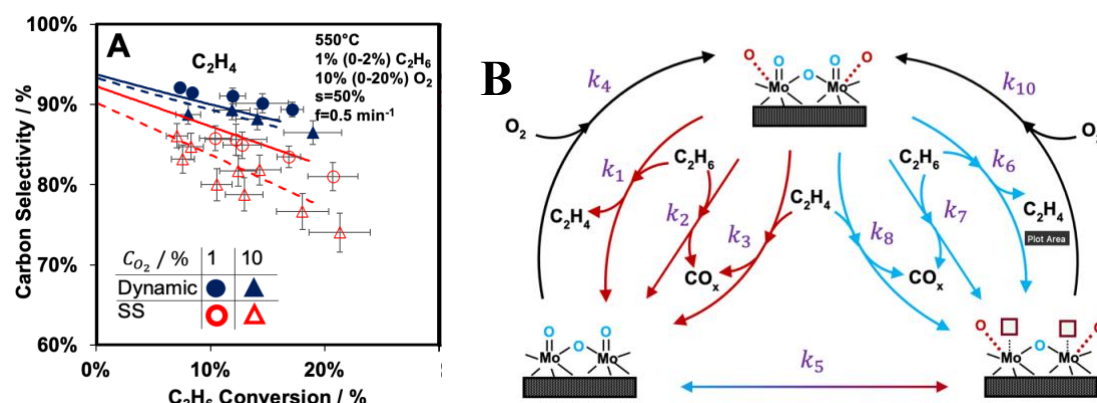 100%
90%
80%
70%
60%
Carbon Selectivity / %
A
C₂H₄
550°C
1% (0-2%) C₂H₆
10% (0-20%) O₂
s=50%
f=0.5 min⁻¹
C_O₂ / % 1 10
Dynamic
SS
0% 10% 20%
C₂H₆ Conversion / %
B
O O O O
Mo O Mo
k₄
k₁₀
O₂
O₂
C₂H₆
C₂H₆
k₁
k₆
C₂H₄
k₂
k₇
C₂H₄
C₂H₄
Plot Area
k₃
k₈
COₓ
COₓ
O O
Mo O Mo
k₅
O O
Mo O Mo